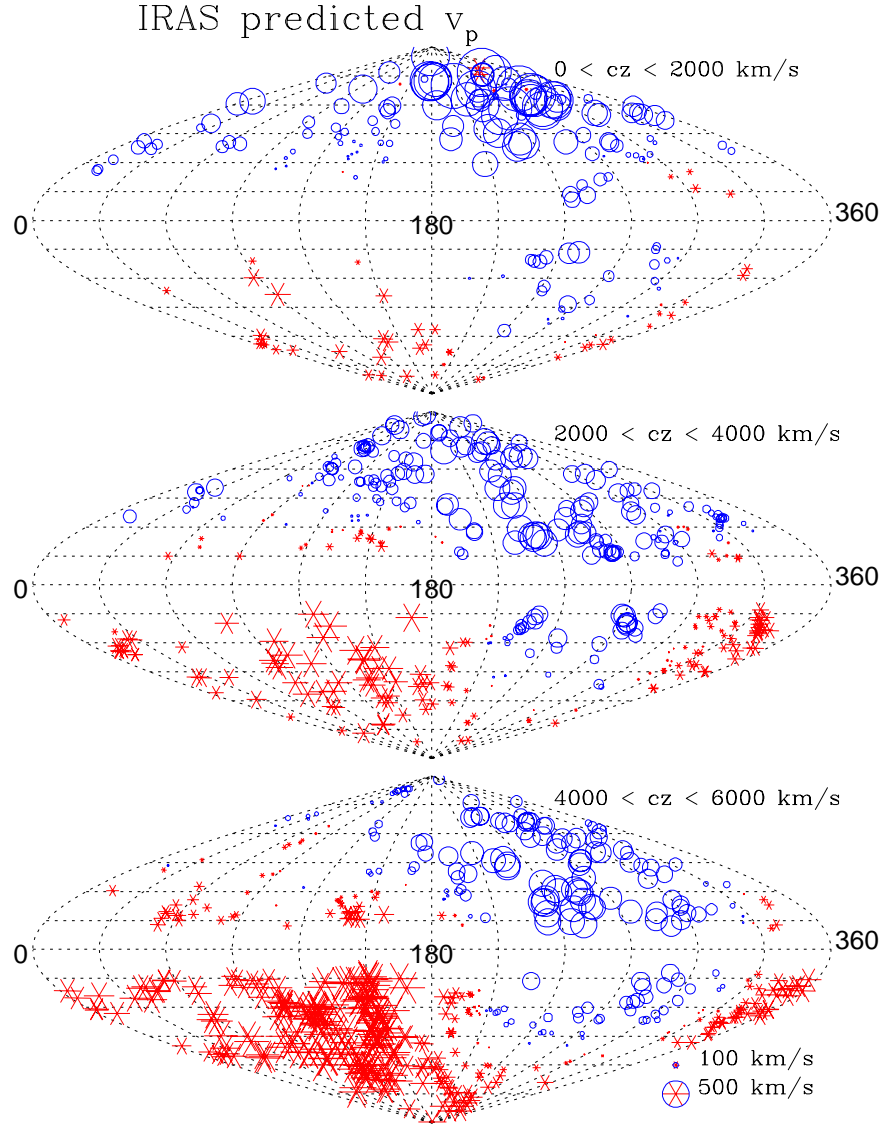 IRAS predicted v_p
0 < cz < 2000 km/s
0 180 360
2000 < cz < 4000 km/s
0 180 360
4000 < cz < 6000 km/s
0 180 360
100 km/s
500 km/s